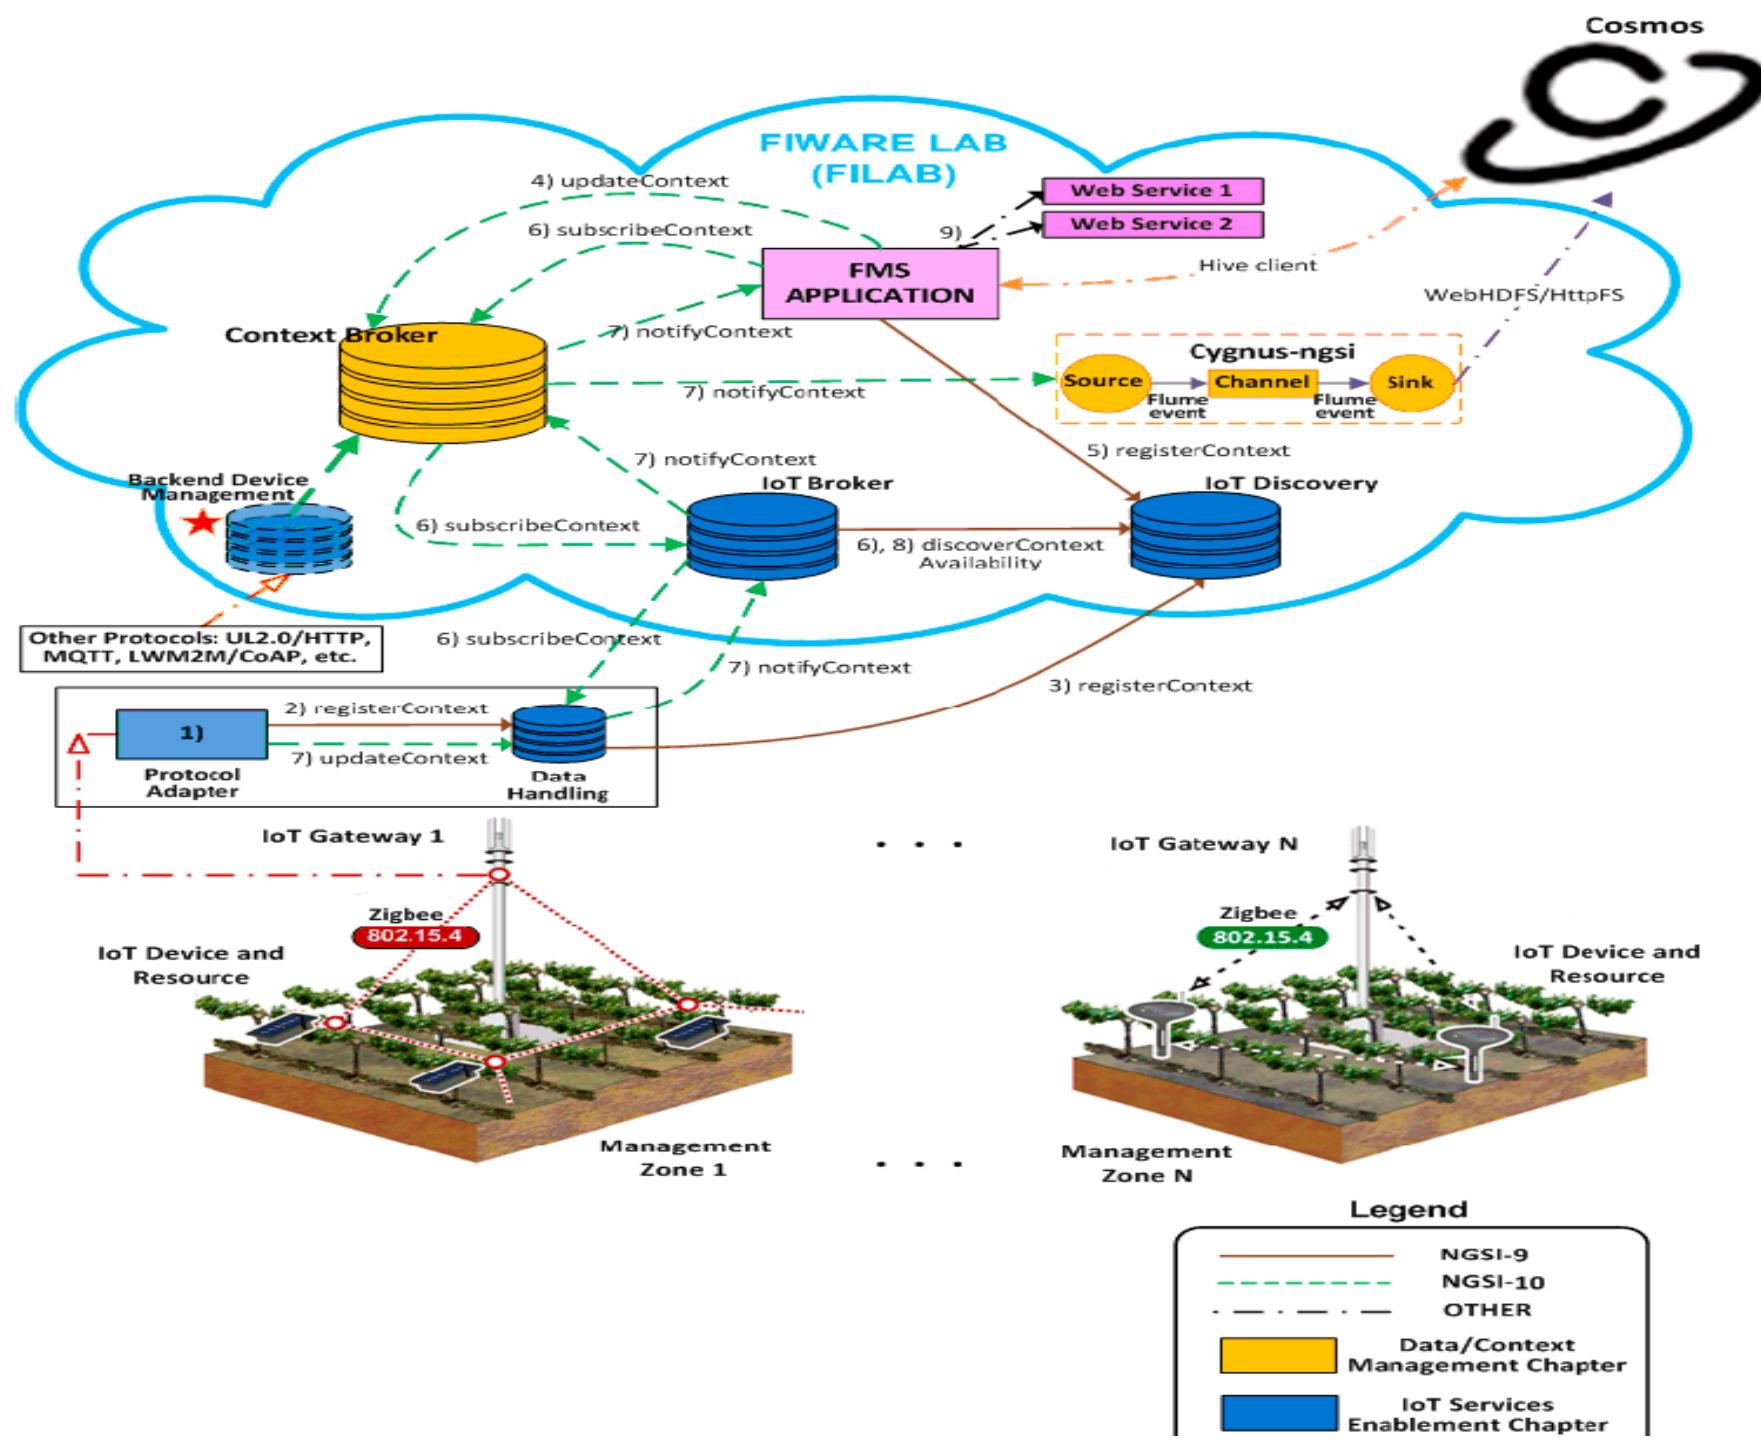 Cosmos
FIWARE LAB
(FILAB)
4) updateContext
Web Service 1
6) subscribeContext
9)
Web Service 2
FMS
APPLICATION
Hive client
WebHDFS/HttpFS
Context Broker
7) notifyContext
Cygnus-ngsi
Source
Channel
Sink
7) notifyContext
Flume
event
Flume
event
7) notifyContext
5) registerContext
Backend Device
Management
IoT Broker
IoT Discovery
6) subscribeContext
6), 8) discoverContext
Availability
Other Protocols: UL2.0/HTTP,
MQTT, LWM2M/CoAP, etc.
6) subscribeContext
7) notifyContext
3) registerContext
2) registerContext
1)
7) updateContext
Protocol
Adapter
Data
Handling
IoT Gateway 1
. . .
IoT Gateway N
Zigbee
802.15.4
Zigbee
802.15.4
IoT Device and
Resource
IoT Device and
Resource
Management
Zone 1
. . .
Management
Zone N
Legend
NGSI-9
NGSI-10
OTHER
Data/Context
Management Chapter
IoT Services
Enablement Chapter